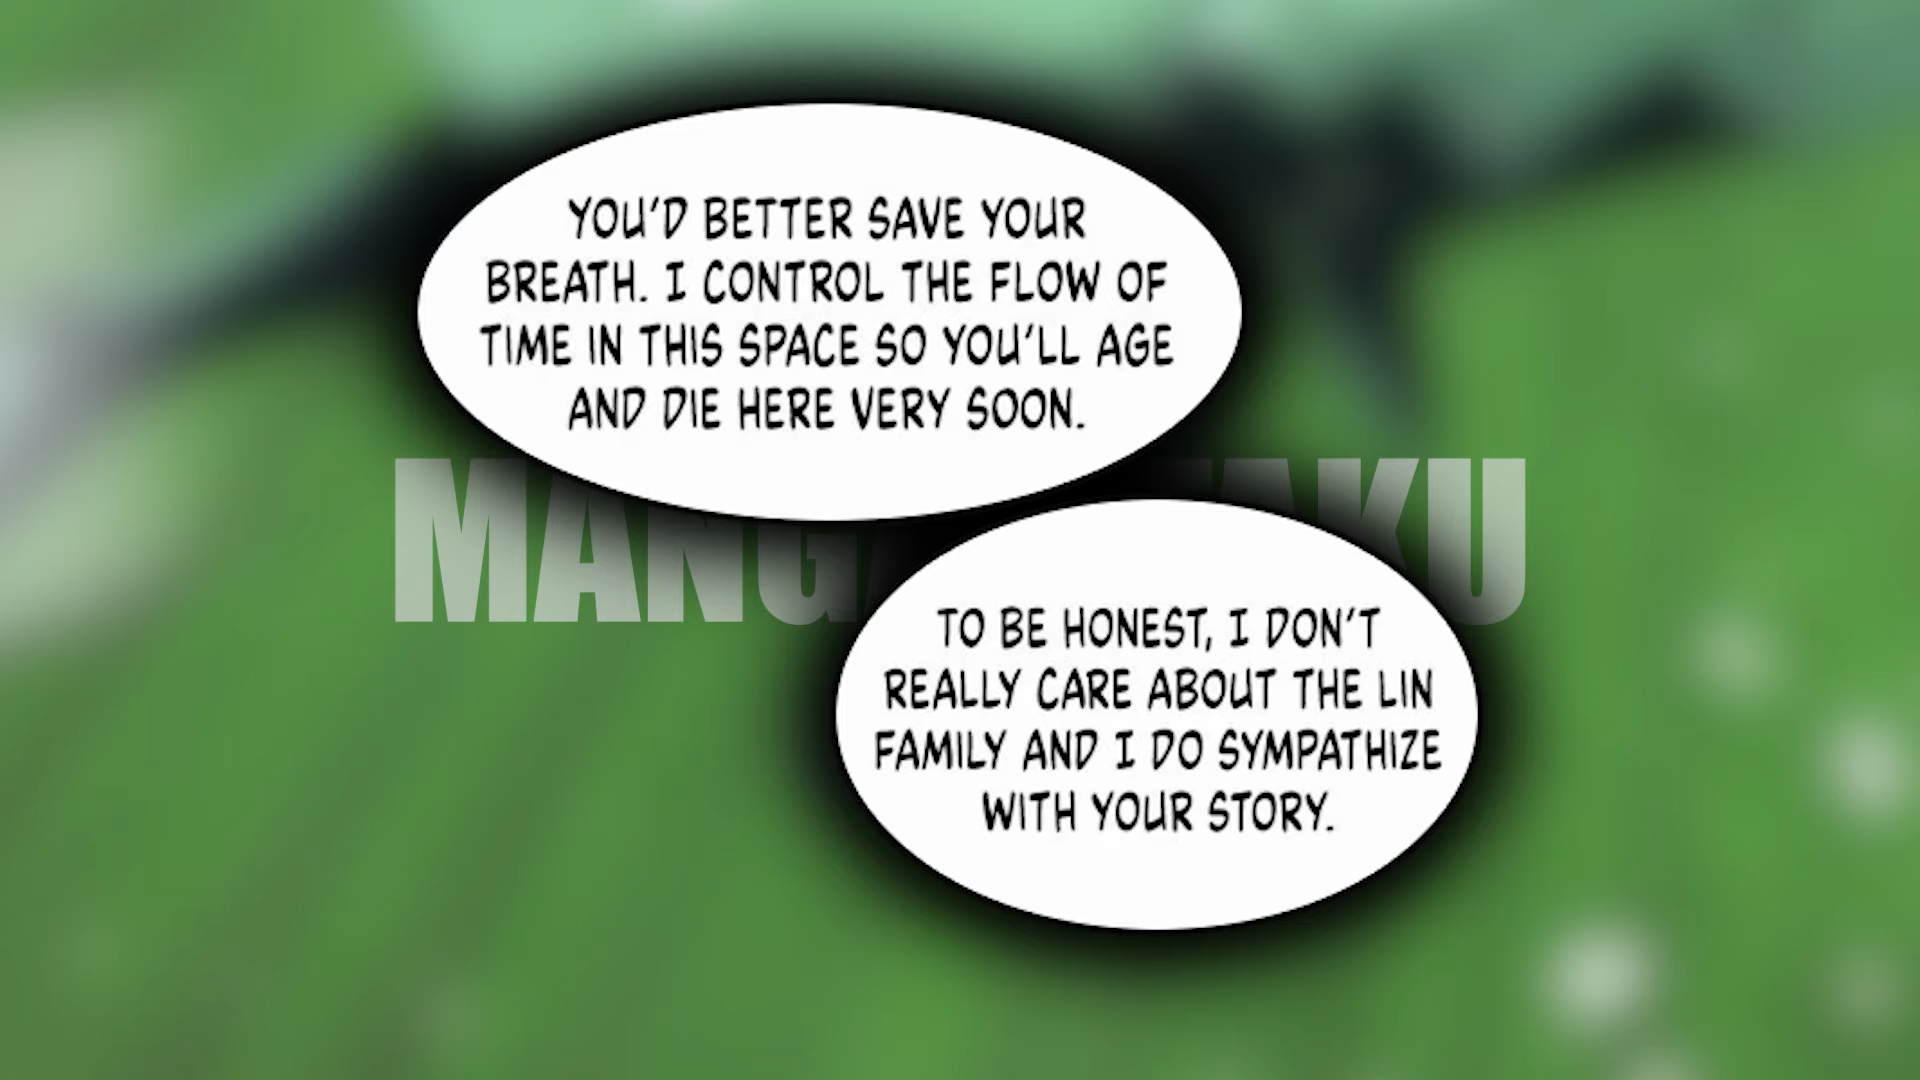 YOU'D BETTER SAVE YOUR
BREATH. I CONTROL THE FLOW OF
TIME IN THIS SPACE SO YOU'LL AGE
AND DIE HERE VERY SOON.
TO BE HONEST, I DON'T
REALLY CARE ABOUT THE LIN
FAMILY AND I DO SYMPATHIZE
WITH YOUR STORY.